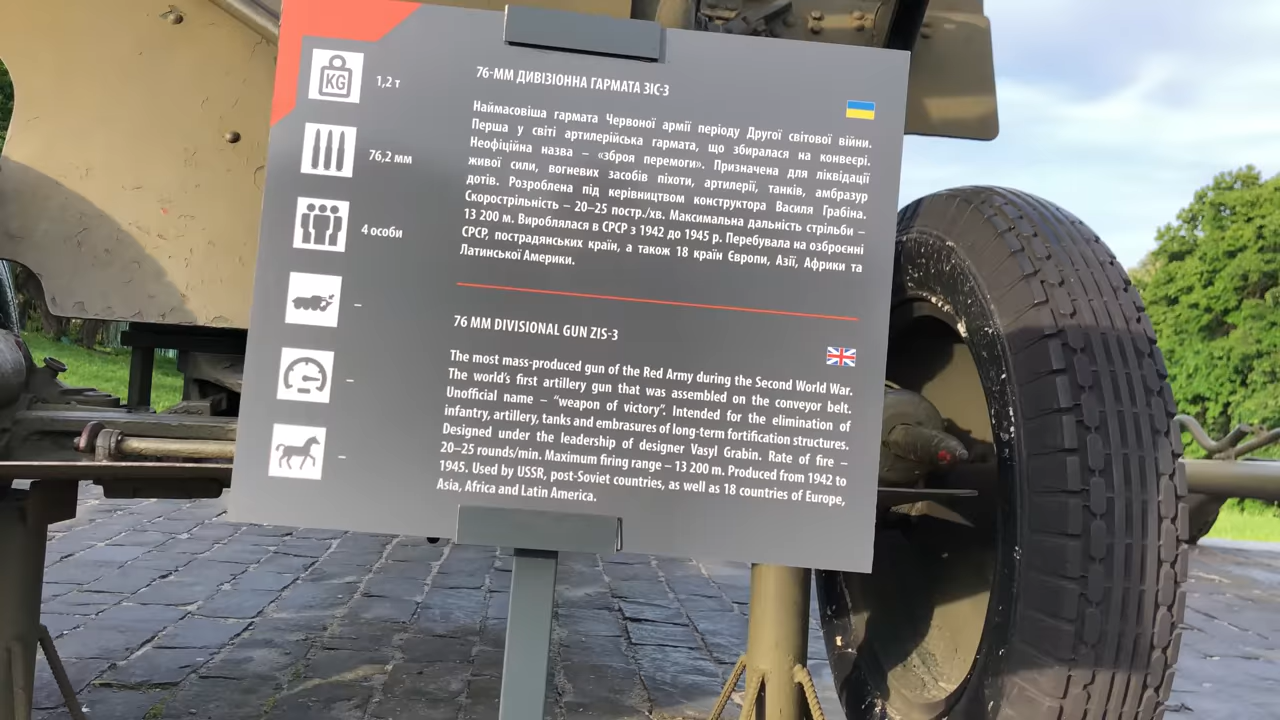 KG
1,2 т
76,2 мм
4 особи
–
–
–
76-ММ ДИВІЗІОННА ГАРМАТА ЗІС-3
Наймасовіша гармата Червоної армії періоду Другої світової війни.
Перша у світі артилерійська гармата, що збиралася на конвеєрі.
Неофіційна назва – «зброя перемоги». Призначена для ліквідації
живої сили, вогневих засобів піхоти, артилерії, танків, амбразур
дотів. Розроблена під керівництвом конструктора Василя Грабіна.
Скорострільність – 20–25 постр./хв. Максимальна дальність стрільби –
13 200 м. Вироблялася в СРСР з 1942 до 1945 р. Перебувала на озброєнні
СРСР, пострадянських країн, а також 18 країн Європи, Азії, Африки та
Латинської Америки.
76 MM DIVISIONAL GUN ZIS-3
The most mass-produced gun of the Red Army during the Second World War.
The world's first artillery gun that was assembled on the conveyor belt.
Unofficial name – “weapon of victory”. Intended for the elimination of
infantry, artillery, tanks and embrasures of long-term fortification structures.
Designed under the leadership of designer Vasyl Grabin. Rate of fire –
20–25 rounds/min. Maximum firing range – 13 200 m. Produced from 1942 to
1945. Used by USSR, post-Soviet countries, as well as 18 countries of Europe,
Asia, Africa and Latin America.